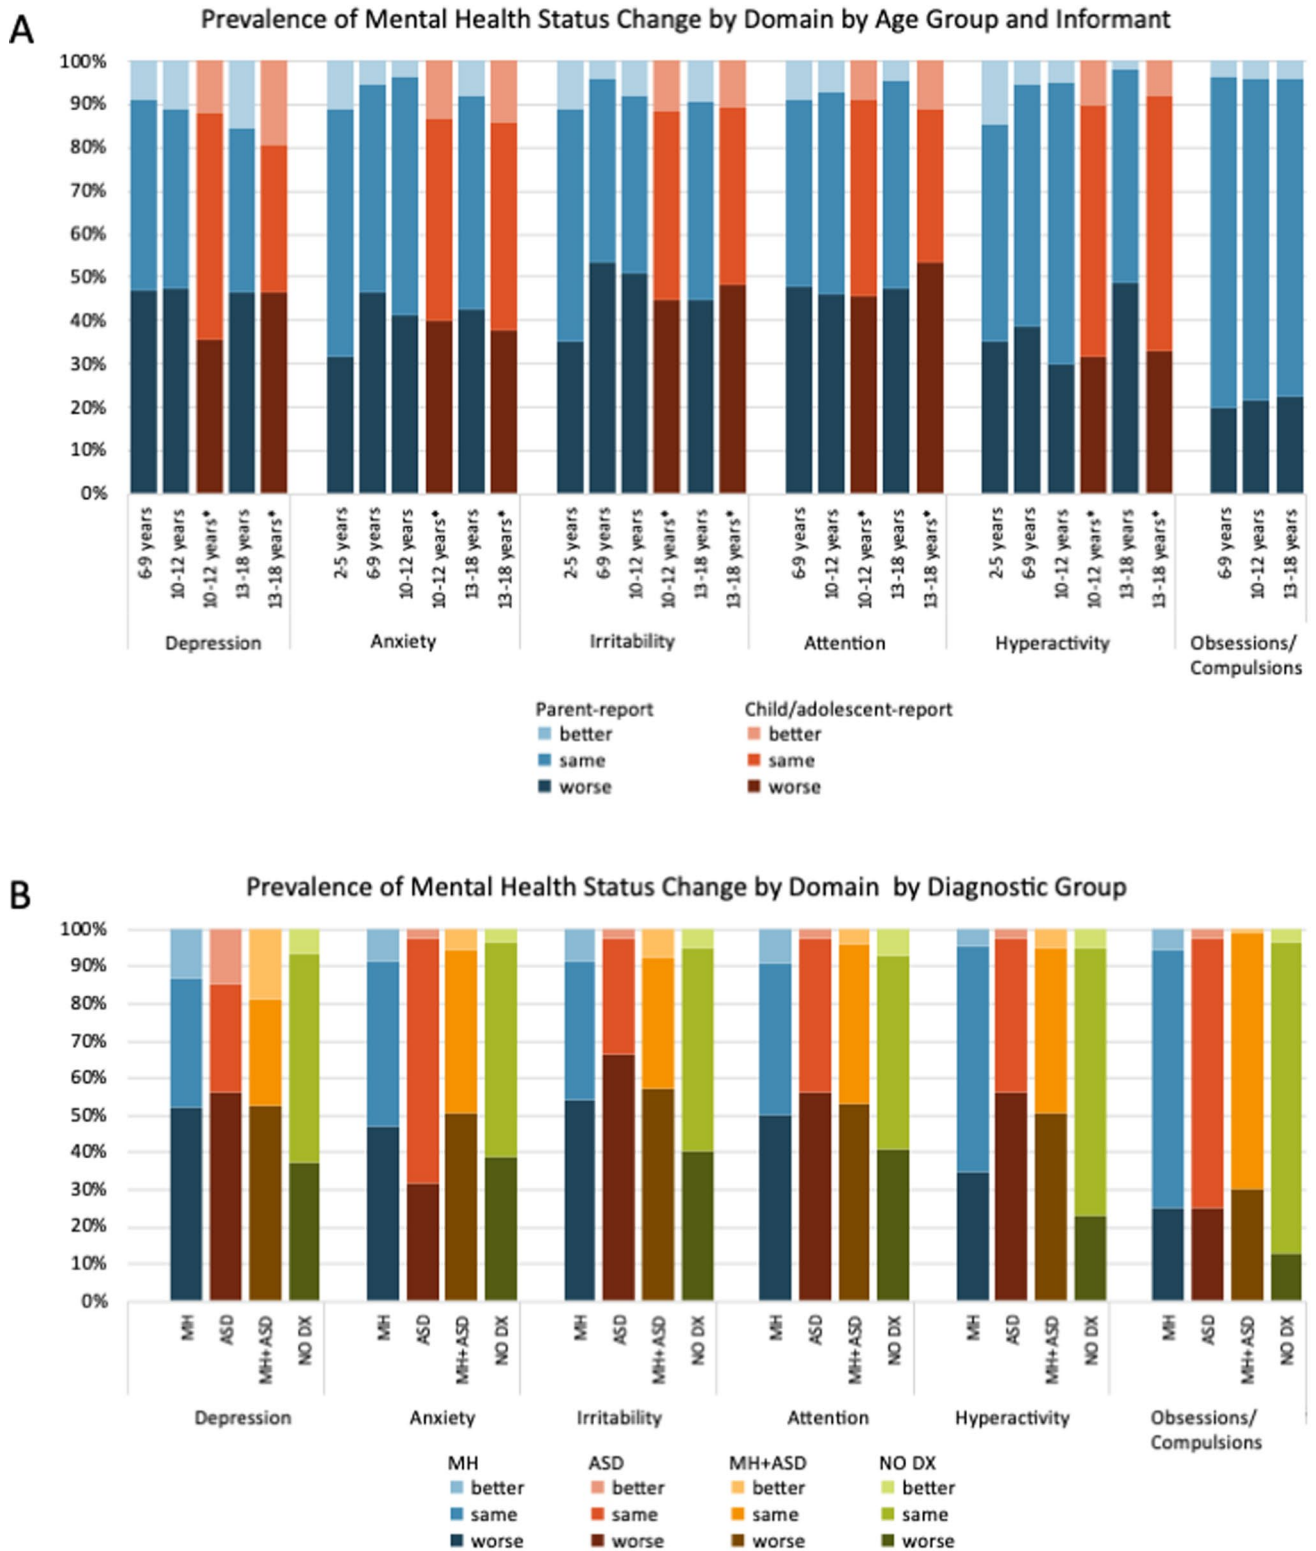 A
Prevalence of Mental Health Status Change by Domain by Age Group and Informant
100%
90%
80%
70%
60%
50%
40%
30%
20%
10%
0%
6-9 years
10-12 years
10-12 years*
13-18 years
13-18 years*
2-5 years
6-9 years
10-12 years
10-12 years*
13-18 years
13-18 years*
2-5 years
6-9 years
10-12 years
10-12 years*
13-18 years
13-18 years*
6-9 years
10-12 years
10-12 years*
13-18 years
13-18 years*
2-5 years
6-9 years
10-12 years
10-12 years*
13-18 years
13-18 years*
6-9 years
10-12 years
13-18 years
Depression
Anxiety
Irritability
Attention
Hyperactivity
Obsessions/
Compulsions
Parent-report
better
same
worse
Child/adolescent-report
better
same
worse
B
Prevalence of Mental Health Status Change by Domain by Diagnostic Group
100%
90%
80%
70%
60%
50%
40%
30%
20%
10%
0%
MH
ASD
MH+ASD
NO DX
MH
ASD
MH+ASD
NO DX
MH
ASD
MH+ASD
NO DX
MH
ASD
MH+ASD
NO DX
MH
ASD
MH+ASD
NO DX
MH
ASD
MH+ASD
NO DX
Depression
Anxiety
Irritability
Attention
Hyperactivity
Obsessions/
Compulsions
MH
better
same
worse
ASD
better
same
worse
MH+ASD
better
same
worse
NO DX
better
same
worse